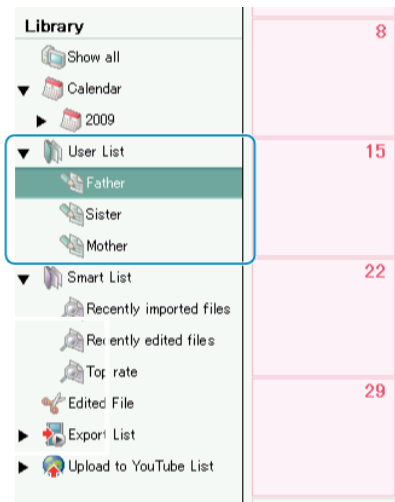 Library
8
Show all
Calendar
2009
User List
15
Father
Sister
Mother
Smart List
22
Recently imported files
Recently edited files
Top rate
29
Edited File
Export List
Upload to YouTube List